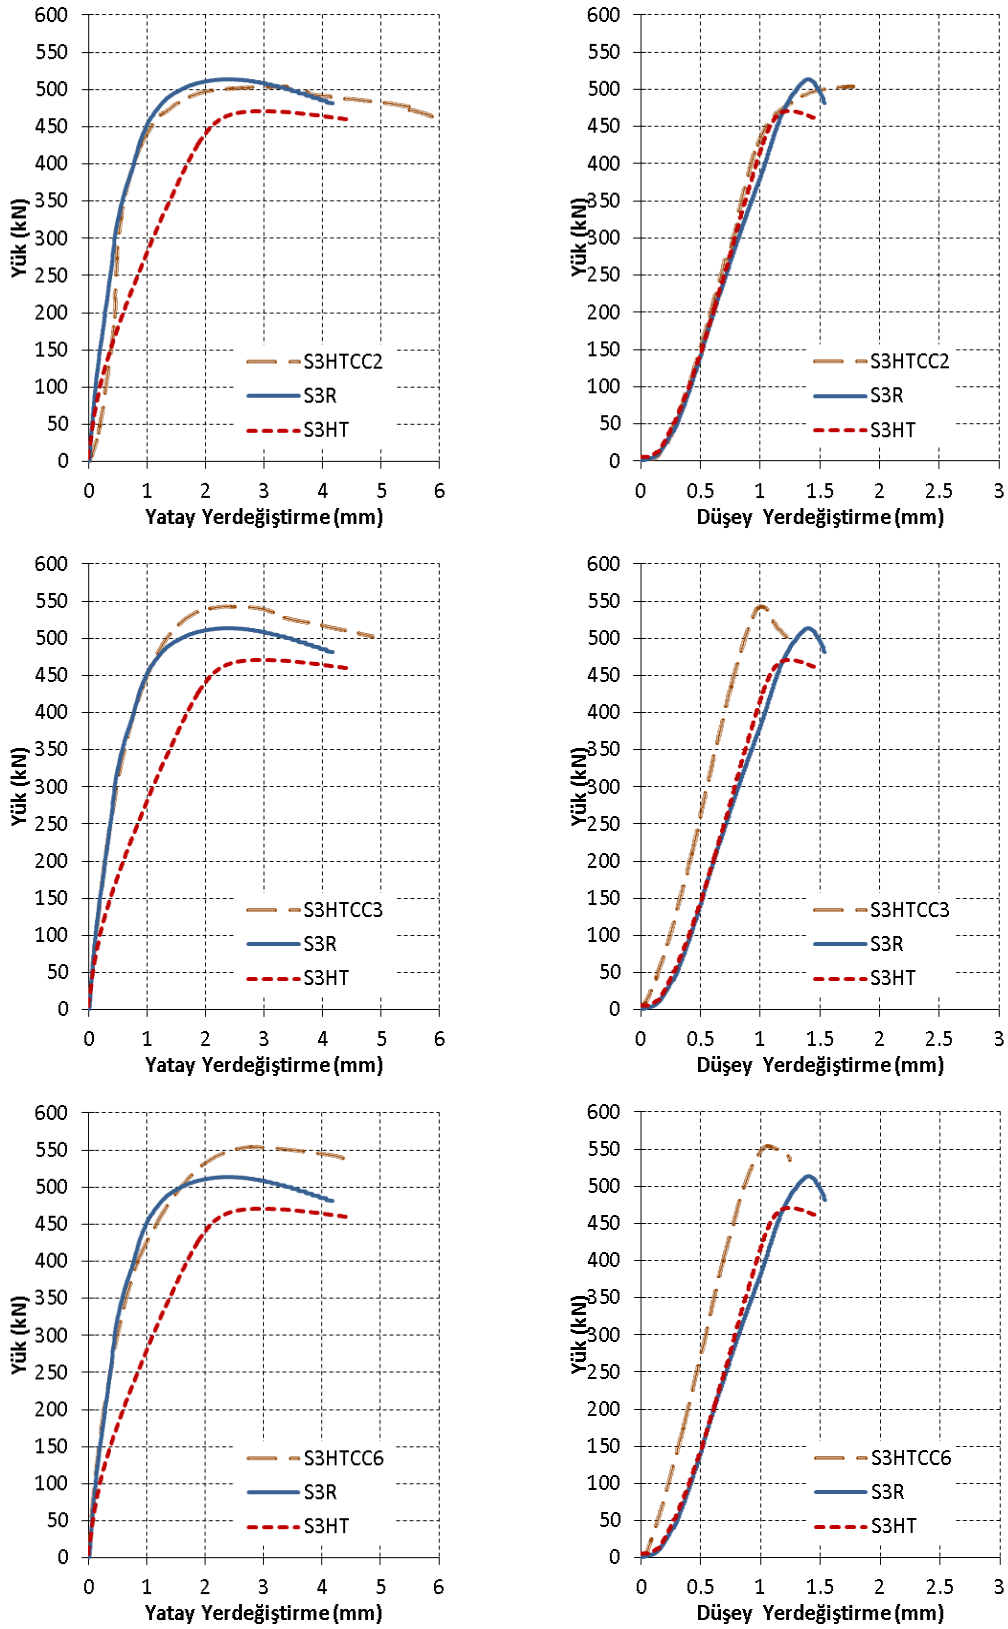 600
550
500
450
400
350
300
250
200
150
100
50
0
Yük (kN)
S3HTCC2
S3R
S3HT
0 1 2 3 4 5 6
Yatay Yerdeğiştirme (mm)
600
550
500
450
400
350
300
250
200
150
100
50
0
Yük (kN)
S3HTCC2
S3R
S3HT
0 0.5 1 1.5 2 2.5 3
Düşey Yerdeğiştirme (mm)
600
550
500
450
400
350
300
250
200
150
100
50
0
Yük (kN)
S3HTCC3
S3R
S3HT
0 1 2 3 4 5 6
Yatay Yerdeğiştirme (mm)
600
550
500
450
400
350
300
250
200
150
100
50
0
Yük (kN)
S3HTCC3
S3R
S3HT
0 0.5 1 1.5 2 2.5 3
Düşey Yerdeğiştirme (mm)
600
550
500
450
400
350
300
250
200
150
100
50
0
Yük (kN)
S3HTCC6
S3R
S3HT
0 1 2 3 4 5 6
Yatay Yerdeğiştirme (mm)
600
550
500
450
400
350
300
250
200
150
100
50
0
Yük (kN)
S3HTCC6
S3R
S3HT
0 0.5 1 1.5 2 2.5 3
Düşey Yerdeğiştirme (mm)